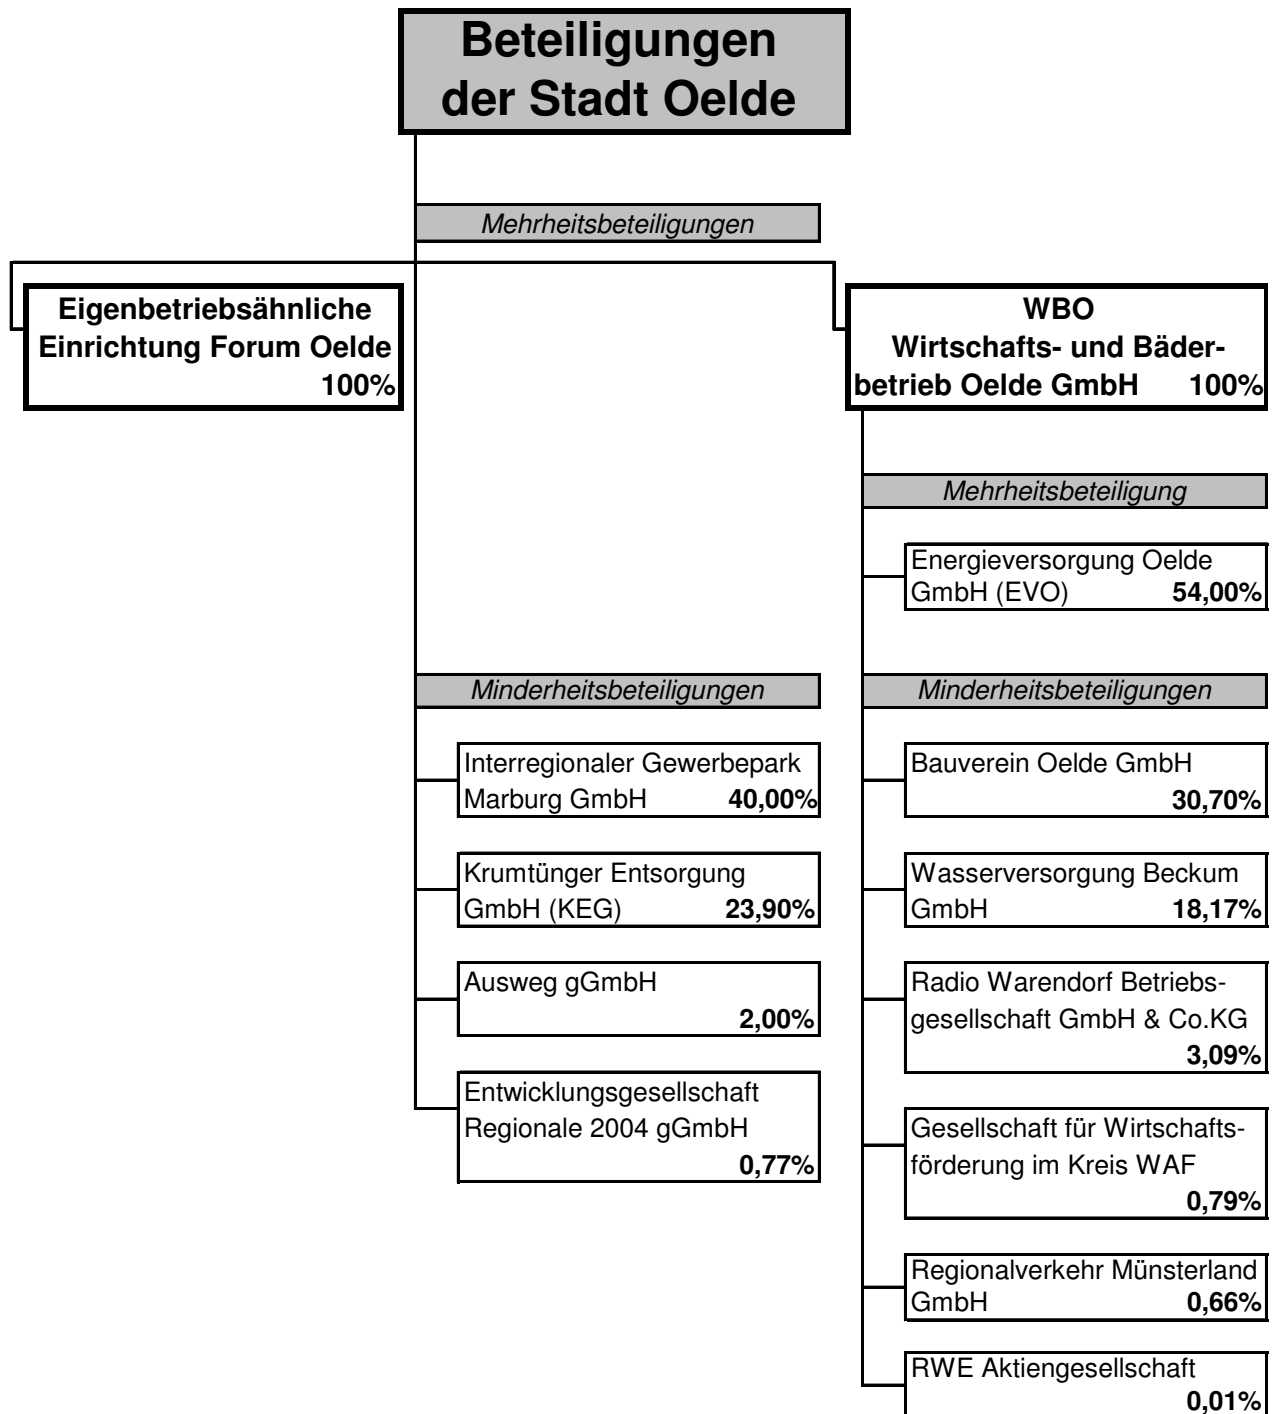 Beteiligungen
der Stadt Oelde
Mehrheitsbeteiligungen
Eigenbetriebsähnliche
Einrichtung Forum Oelde
100%
WBO
Wirtschafts- und Bäder-
betrieb Oelde GmbH 100%
Mehrheitsbeteiligung
Energieversorgung Oelde
GmbH (EVO) 54,00%
Minderheitsbeteiligungen
Interregionaler Gewerbepark
Marburg GmbH 40,00%
Krumtünger Entsorgung
GmbH (KEG) 23,90%
Ausweg gGmbH
2,00%
Entwicklungsgesellschaft
Regionale 2004 gGmbH
0,77%
Minderheitsbeteiligungen
Bauverein Oelde GmbH
30,70%
Wasserversorgung Beckum
GmbH 18,17%
Radio Warendorf Betriebs-
gesellschaft GmbH & Co.KG
3,09%
Gesellschaft für Wirtschafts-
förderung im Kreis WAF
0,79%
Regionalverkehr Münsterland
GmbH 0,66%
RWE Aktiengesellschaft
0,01%